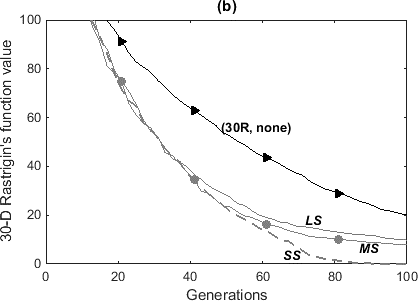 (b)
30-D Rastrigin's function value
100
80
60
40
20
0
(30R, none)
LS
MS
SS
0 20 40 60 80 100
Generations